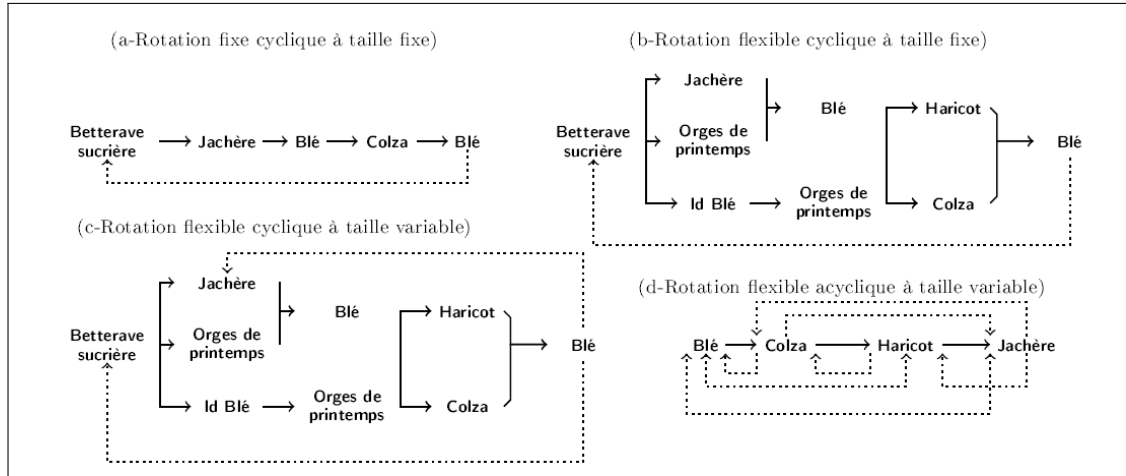 (a-Rotation fixe cyclique à taille fixe)
Betterave
sucrière
Jachère
Blé
Colza
Blé
(b-Rotation flexible cyclique à taille fixe)
Betterave
sucrière
Jachère
Orges de
printemps
Blé
Id Blé
Orges de
printemps
Haricot
Colza
Blé
(c-Rotation flexible cyclique à taille variable)
Betterave
sucrière
Jachère
Orges de
printemps
Blé
Id Blé
Orges de
printemps
Haricot
Colza
Blé
(d-Rotation flexible acyclique à taille variable)
Blé
Colza
Haricot
Jachère